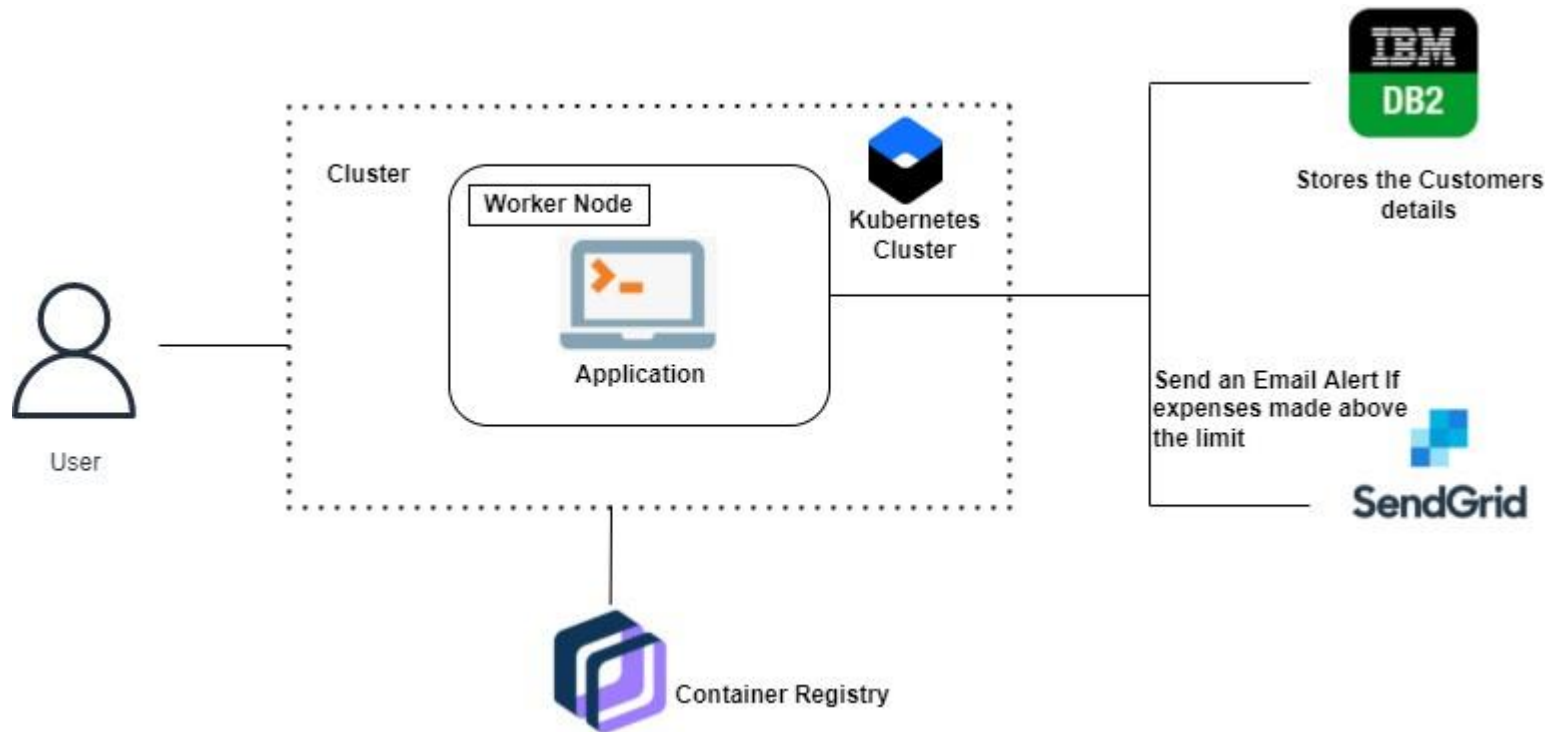 IBM
DB2
Stores the Customers
details
Cluster
Worker Node
Kubernetes
Cluster
Application
User
Send an Email Alert If
expenses made above
the limit
SendGrid
Container Registry